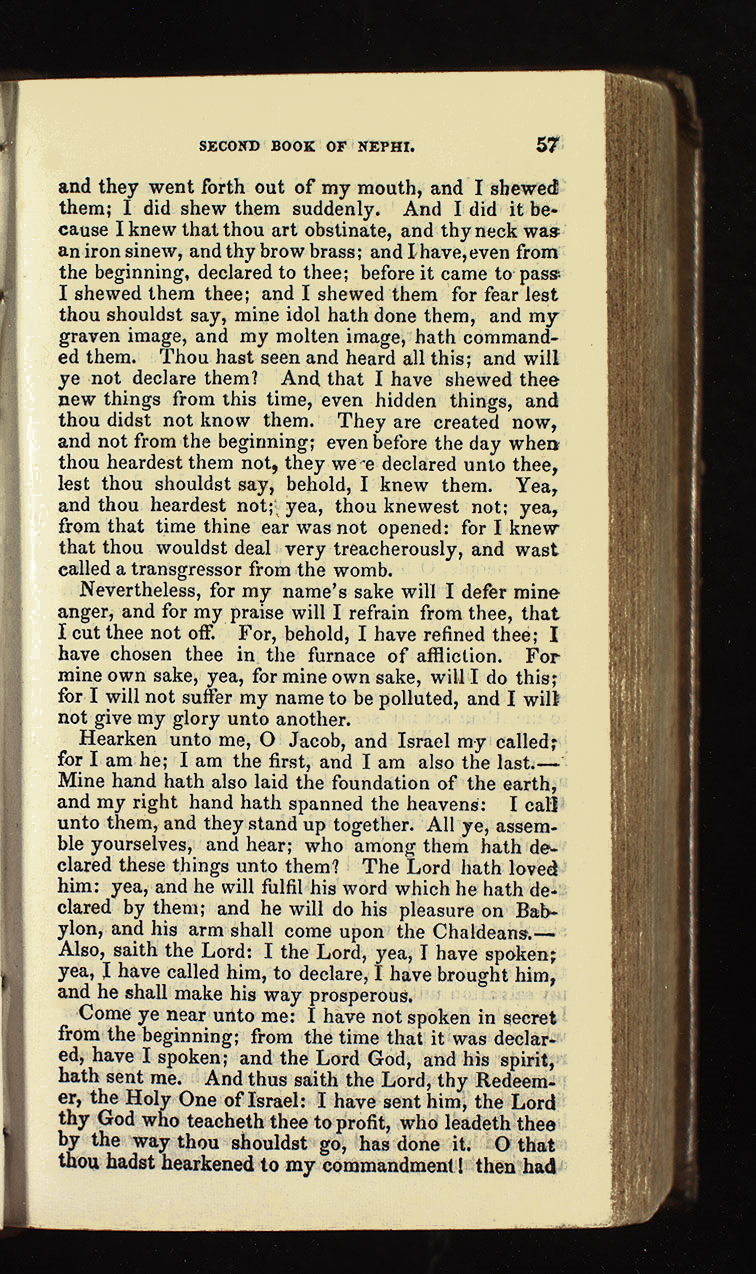 SECOND BOOK OF NEPHI. 57
and they went forth out of my mouth, and I shewed
them; I did shew them suddenly. And I did it be-
cause I knew that thou art obstinate, and thy neck was
an iron sinew, and thy brow brass; and I have, even from
the beginning, declared to thee; before it came to pass
I shewed them thee; and I shewed them for fear lest
thou shouldst say, mine idol hath done them, and my
graven image, and my molten image, hath command-
ed them. Thou hast seen and heard all this; and will
ye not declare them? And that I have shewed thee
new things from this time, even hidden things, and
thou didst not know them. They are created now,
and not from the beginning; even before the day when
thou heardest them not, they were declared unto thee,
lest thou shouldst say, behold, I knew them. Yea,
and thou heardest not; yea, thou knewest not; yea,
from that time thine ear was not opened: for I knew
that thou wouldst deal very treacherously, and wast
called a transgressor from the womb.
Nevertheless, for my name's sake will I defer mine
anger, and for my praise will I refrain from thee, that
I cut thee not off. For, behold, I have refined thee; I
have chosen thee in the furnace of affliction. For
mine own sake, yea, for mine own sake, will I do this;
for I will not suffer my name to be polluted, and I will
not give my glory unto another.
Hearken unto me, O Jacob, and Israel my called;
for I am he; I am the first, and I am also the last.—
Mine hand hath also laid the foundation of the earth,
and my right hand hath spanned the heavens: I call
unto them, and they stand up together. All ye, assem-
ble yourselves, and hear; who among them hath de-
clared these things unto them? The Lord hath loved
him: yea, and he will fulfil his word which he hath de-
clared by them; and he will do his pleasure on Bab-
ylon, and his arm shall come upon the Chaldeans.—
Also, saith the Lord: I the Lord, yea, I have spoken;
yea, I have called him, to declare, I have brought him,
and he shall make his way prosperous.
Come ye near unto me: I have not spoken in secret
from the beginning; from the time that it was declar-
ed, have I spoken; and the Lord God, and his spirit,
hath sent me. And thus saith the Lord, thy Redeem-
er, the Holy One of Israel: I have sent him, the Lord
thy God who teacheth thee to profit, who leadeth thee
by the way thou shouldst go, has done it. O that
thou hadst hearkened to my commandment! then had